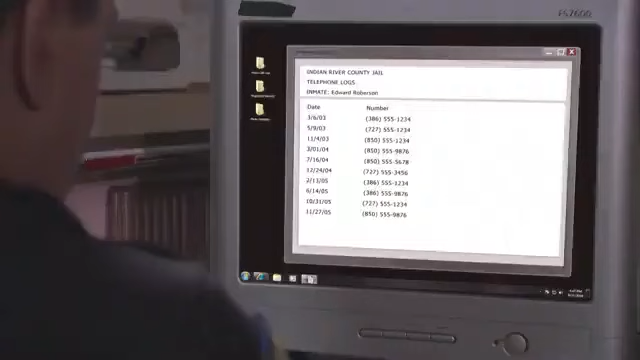 FS7600
INDIAN RIVER COUNTY JAIL
TELEPHONE LOGS
INMATE: Edward Roberson
Date Number
3/6/03 (386) 555-1234
5/9/03 (727) 555-1234
11/4/03 (850) 555-1234
3/01/04 (850) 555-9876
7/16/04 (850) 555-5678
12/24/04 (727) 555-3456
2/13/05 (386) 555-1234
6/14/05 (386) 555-9876
10/31/05 (727) 555-1234
11/27/05 (850) 555-9876